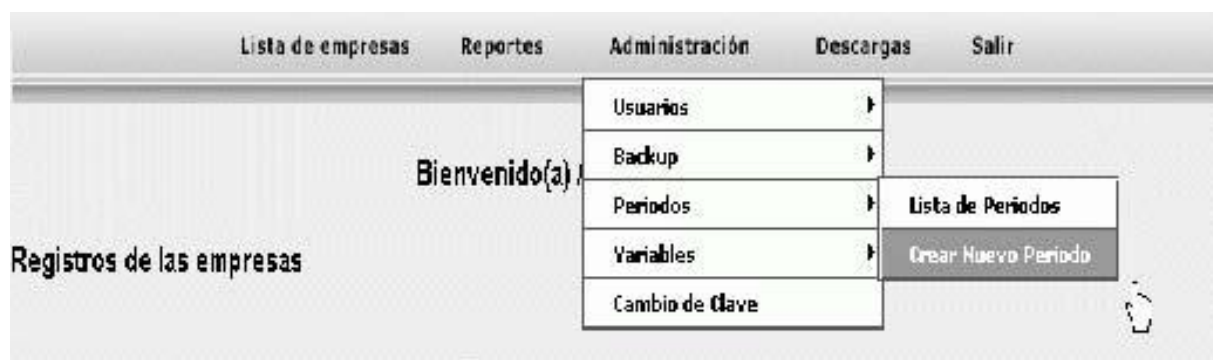 Lista de empresas Reportes Administración Descargas Salir
Usuarios
Backup
Bienvenido(a)
Periodos
Lista de Periodos
Registros de las empresas
Variables
Crear Nuevo Periodo
Cambio de Clave